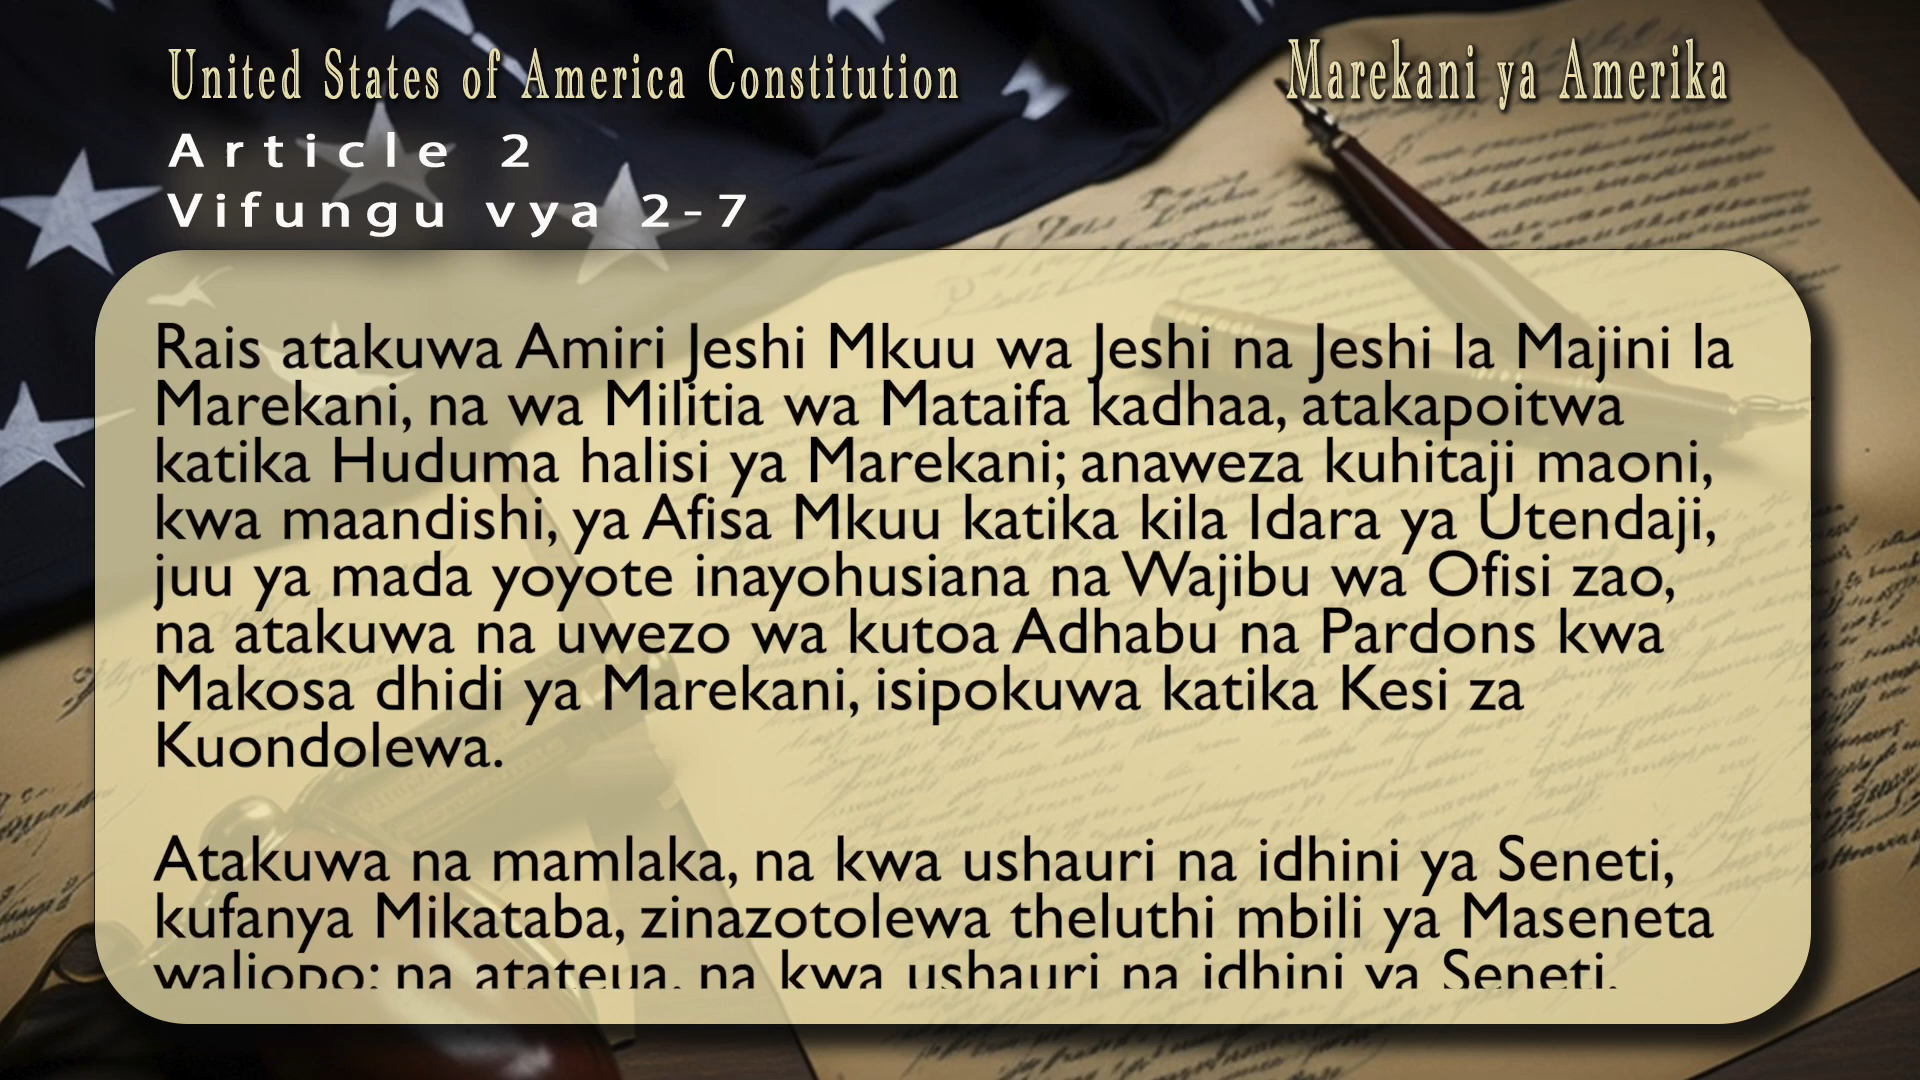 United States of America Constitution
Marekani ya Amerika
Article 2
Vifungu vya 2-7
Rais atakuwa Amiri Jeshi Mkuu wa Jeshi na Jeshi la Majini la
Marekani, na wa Militia wa Mataifa kadhaa, atakapoitwa
katika Huduma halisi ya Marekani; anaweza kuhitaji maoni,
kwa maandishi, ya Afisa Mkuu katika kila Idara ya Utendaji,
juu ya mada yoyote inayohusiana na Wajibu wa Ofisi zao,
na atakuwa na uwezo wa kutoa Adhabu na Pardons kwa
Makosa dhidi ya Marekani, isipokuwa katika Kesi za
Kuondolewa.
Atakuwa na mamlaka, na kwa ushauri na idhini ya Seneti,
kufanya Mikataba, zinazotolewa theluthi mbili ya Maseneta
waliopo; na atateua, na kwa ushauri na idhini ya Seneti,